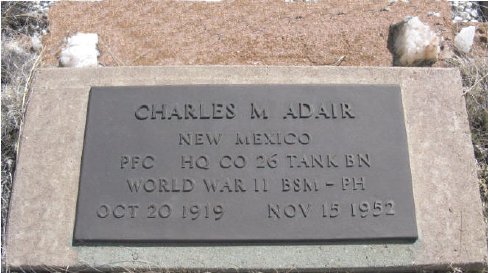 CHARLES M ADAIR
NEW MEXICO
PFC HQ CO 26 TANK BN
WORLD WAR II BSM - PH
OCT 20 1919 NOV 15 1952